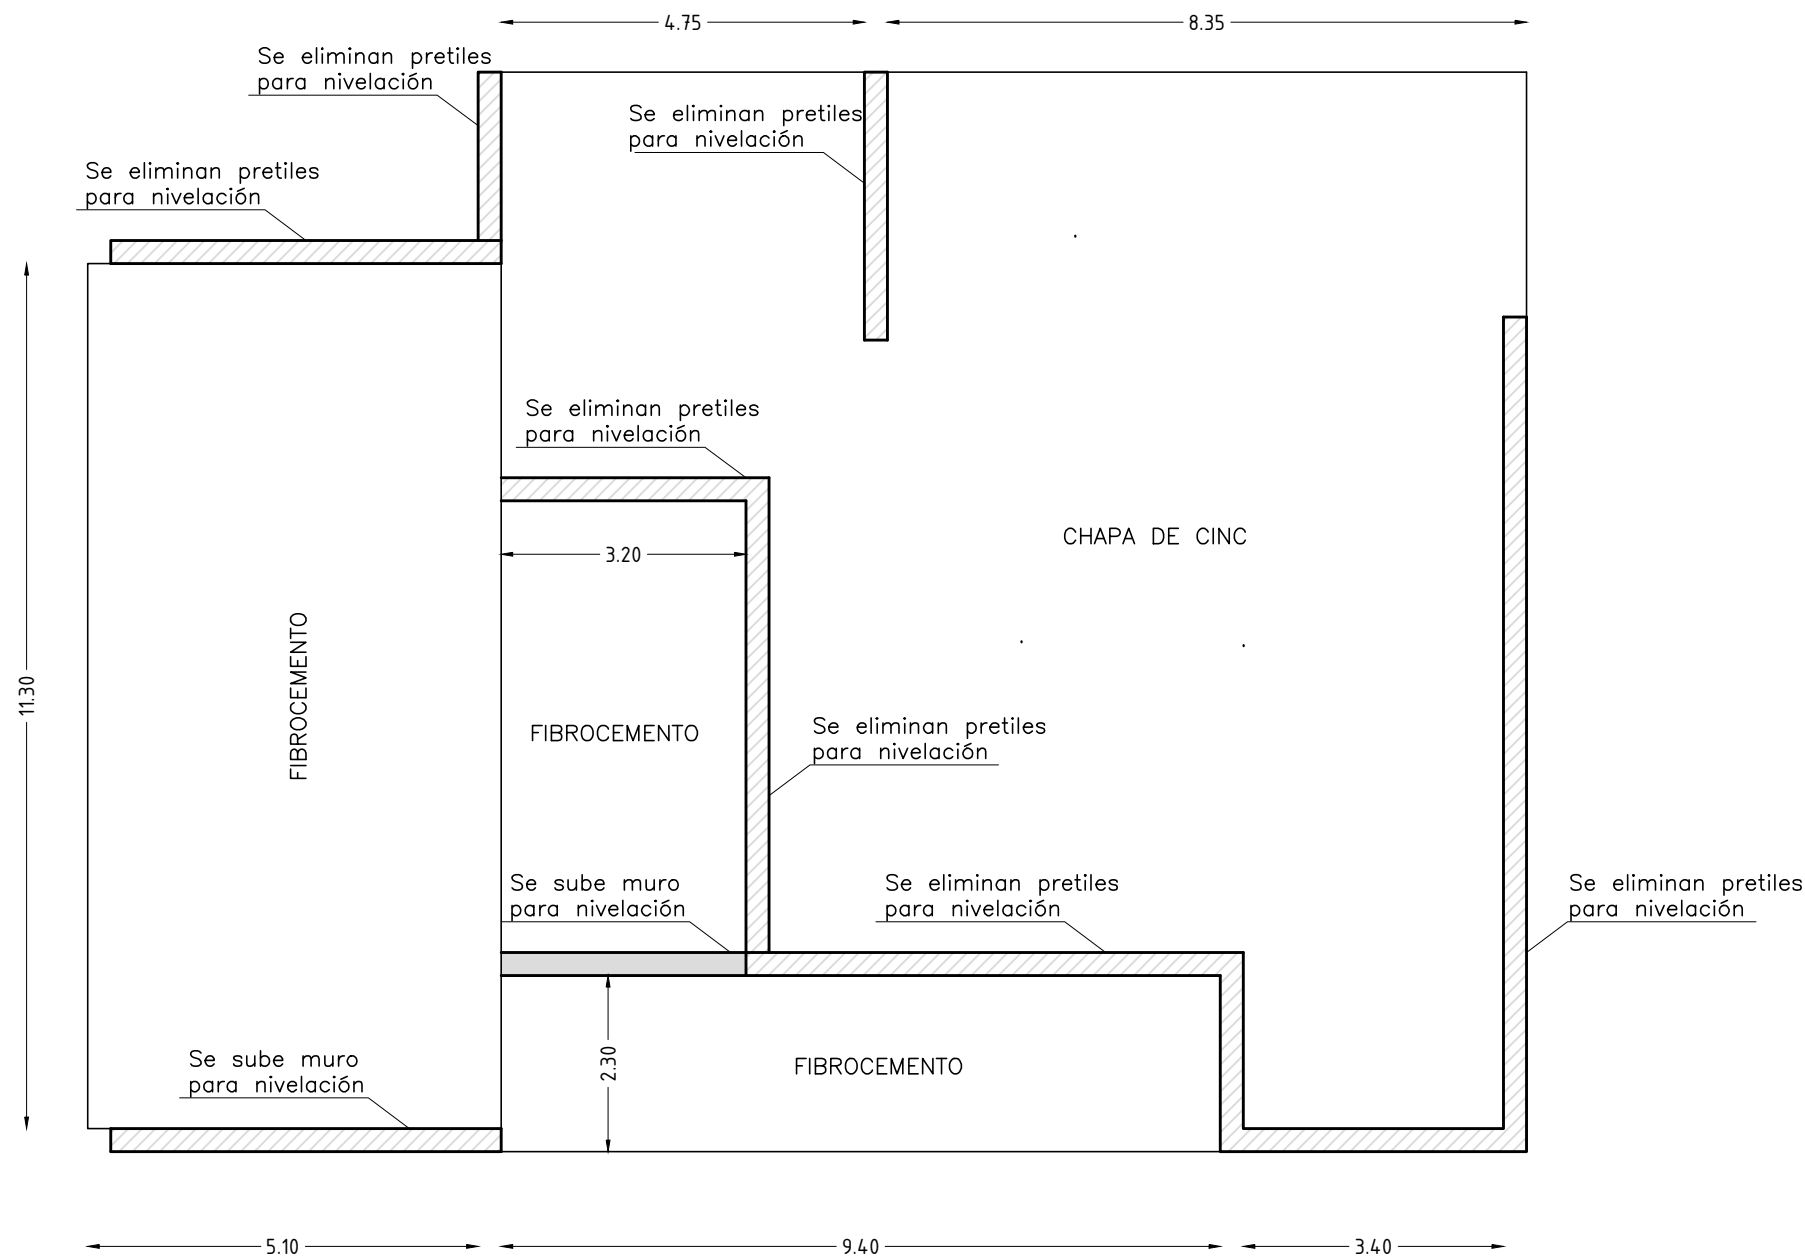 4.75
8.35
Se eliminan pretiles
para nivelación
Se eliminan pretiles
para nivelación
Se eliminan pretiles
para nivelación
Se eliminan pretiles
para nivelación
3.20
CHAPA DE CINC
11.30
FIBROCEMENTO
FIBROCEMENTO
Se eliminan pretiles
para nivelación
Se sube muro
para nivelación
Se eliminan pretiles
para nivelación
Se eliminan pretiles
para nivelación
2.30
FIBROCEMENTO
Se sube muro
para nivelación
5.10
9.40
3.40